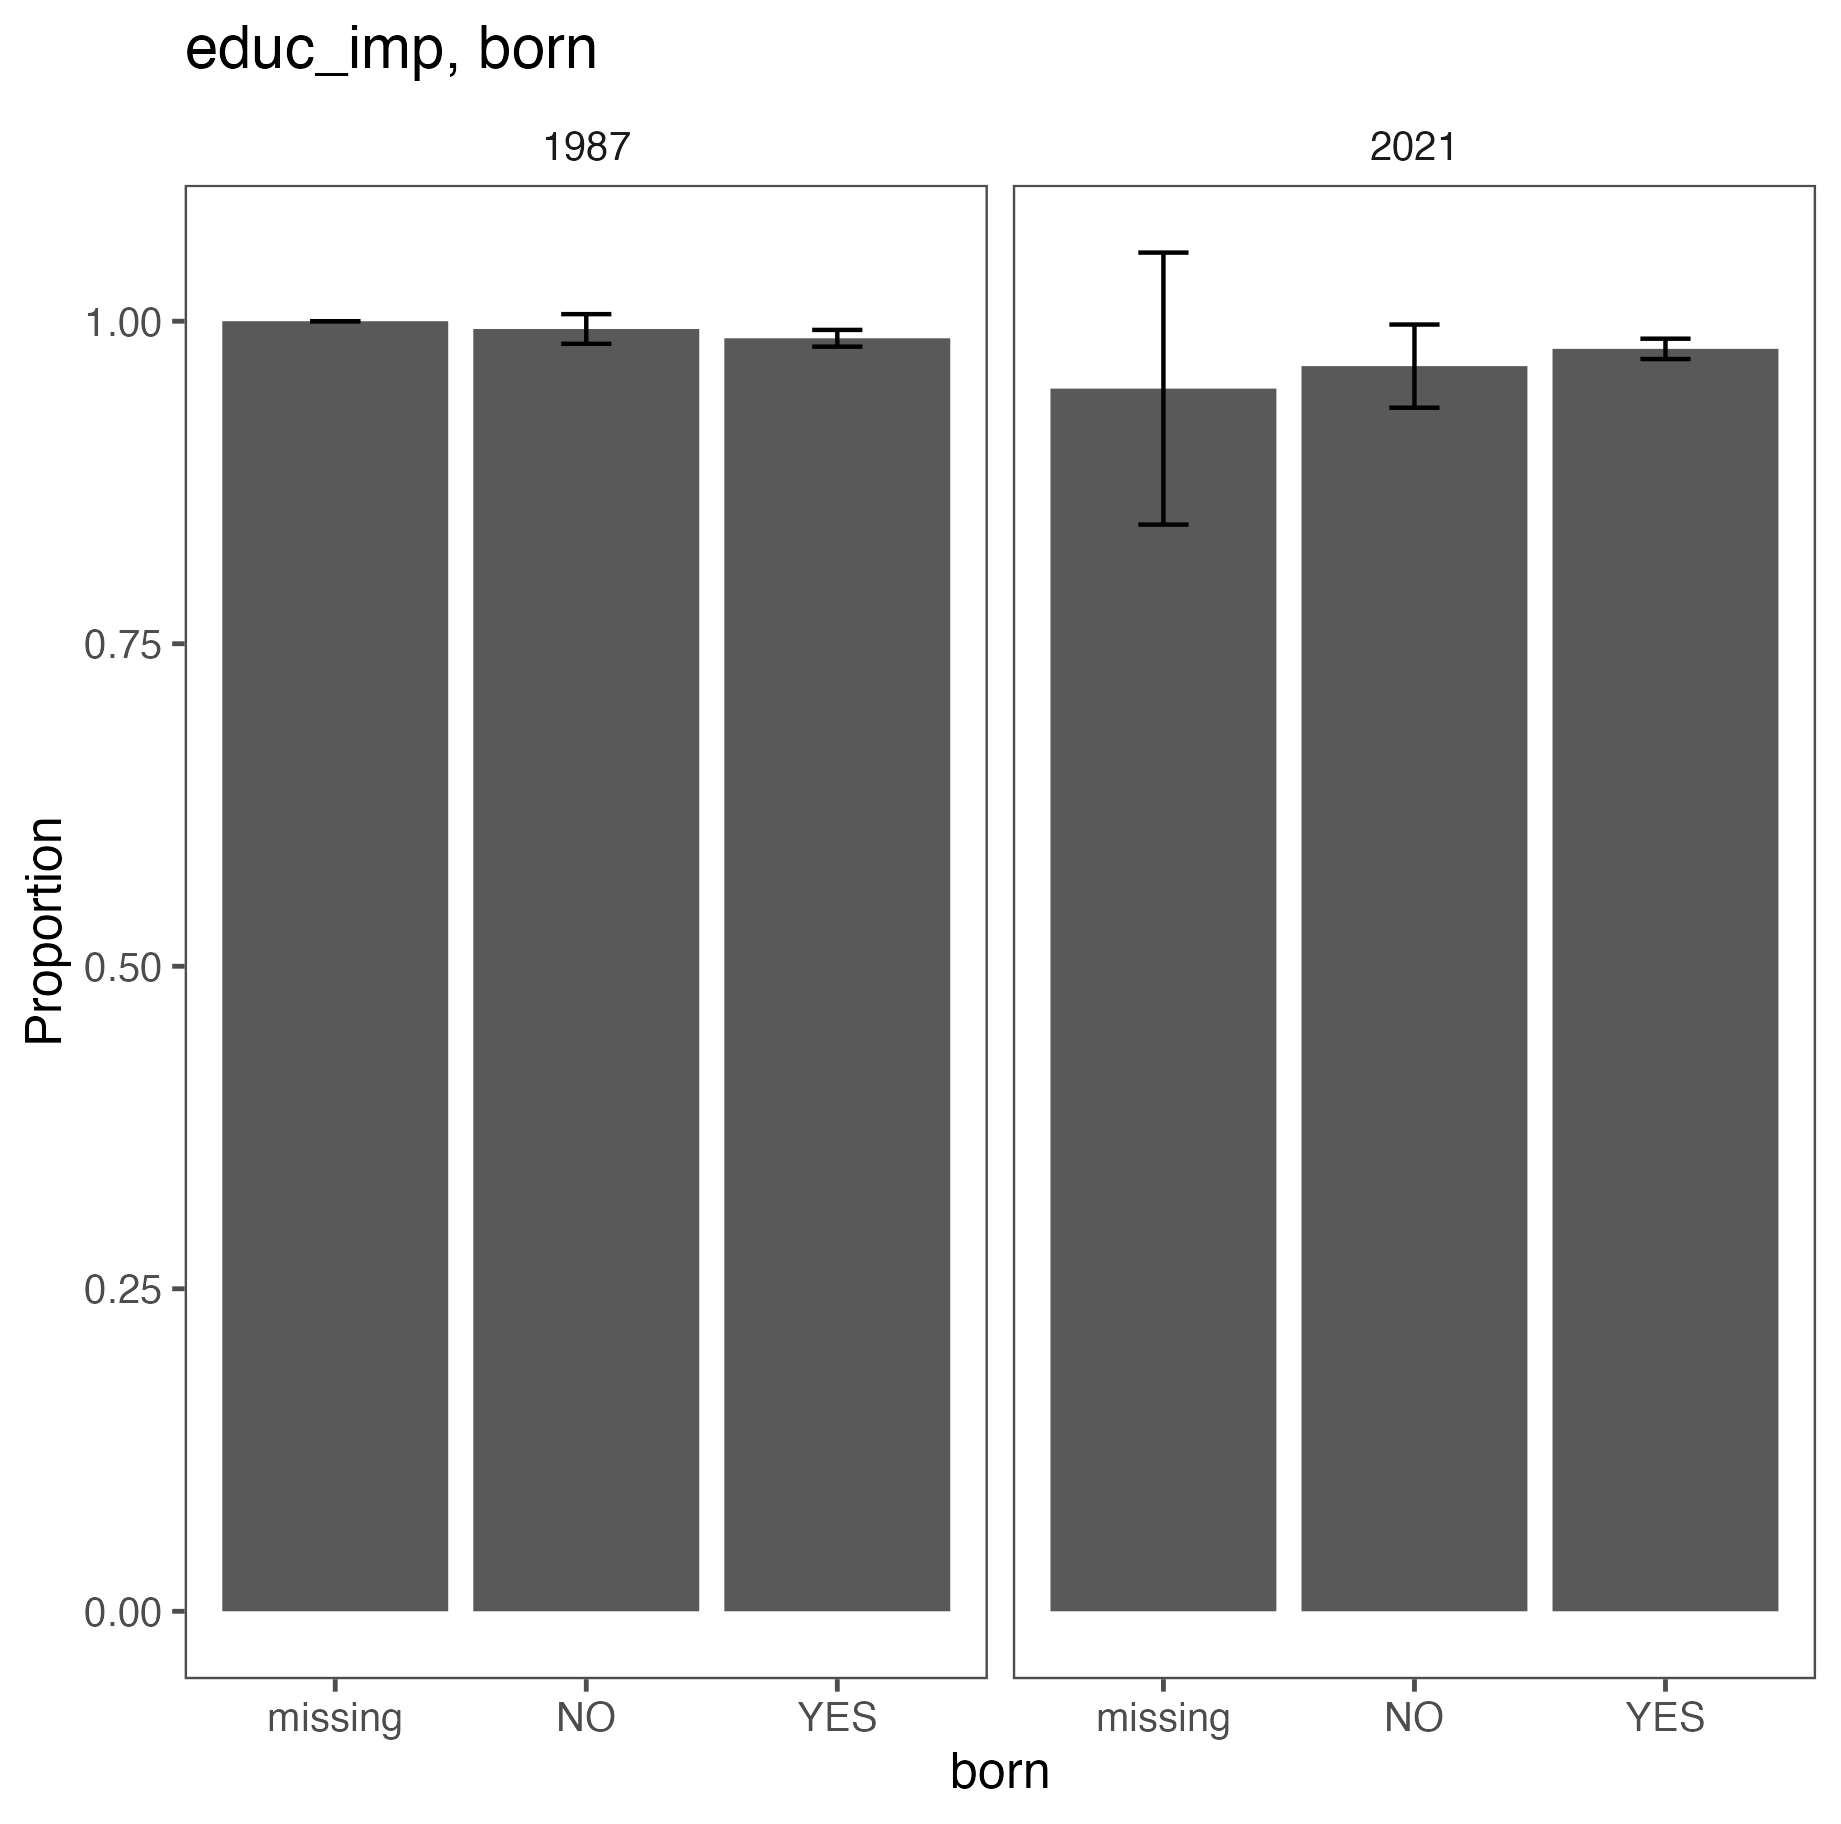 educ_imp, born
1987 2021
1.00
0.75
0.50
0.25
0.00
Proportion
missing NO YES missing NO YES
born